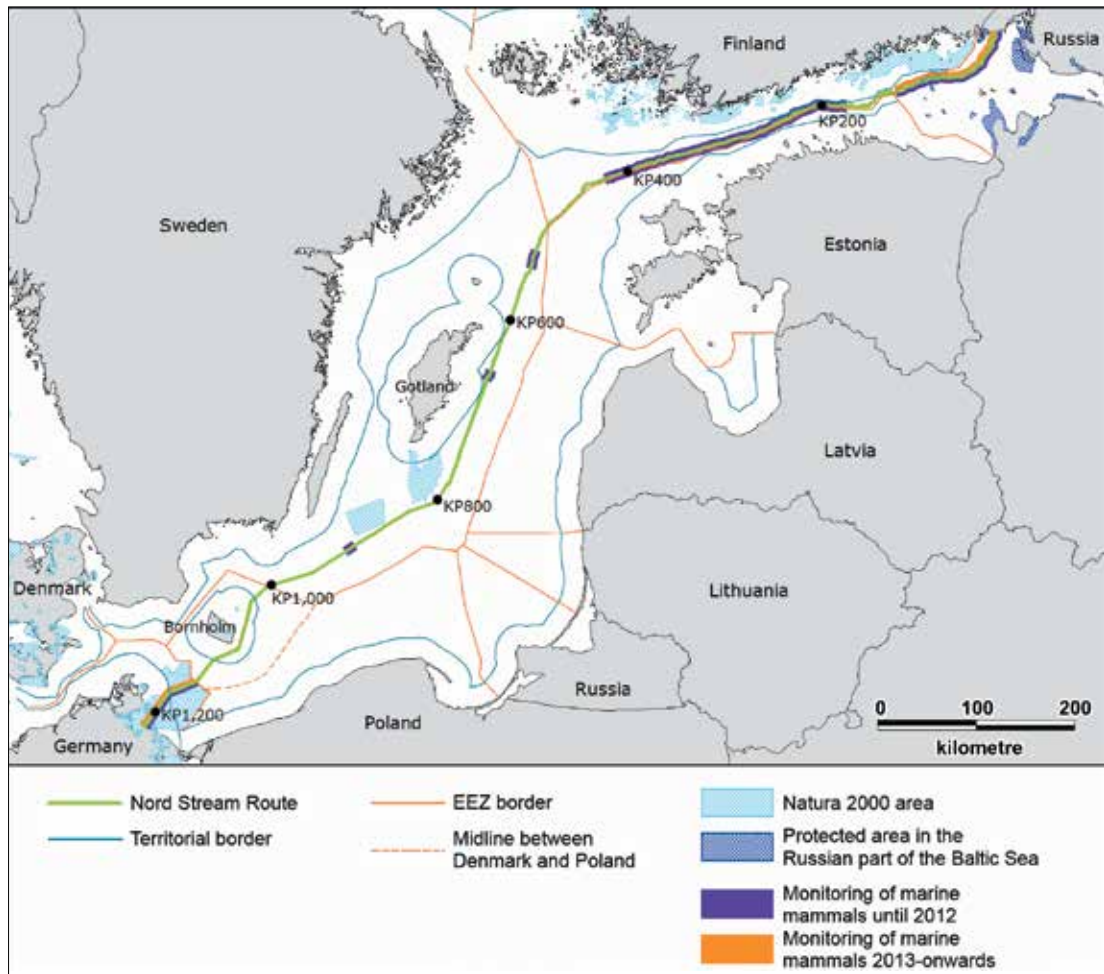 Finland
Russia
KP200
KP400
Sweden
Estonia
KP600
Gotland
Latvia
KP800
Denmark
KP1,000
Lithuania
Bornholm
Russia
KP1,200
Poland
Germany
0 100 200
kilometre
Nord Stream Route
Territorial border
EEZ border
Midline between
Denmark and Poland
Natura 2000 area
Protected area in the
Russian part of the Baltic Sea
Monitoring of marine
mammals until 2012
Monitoring of marine
mammals 2013-onwards